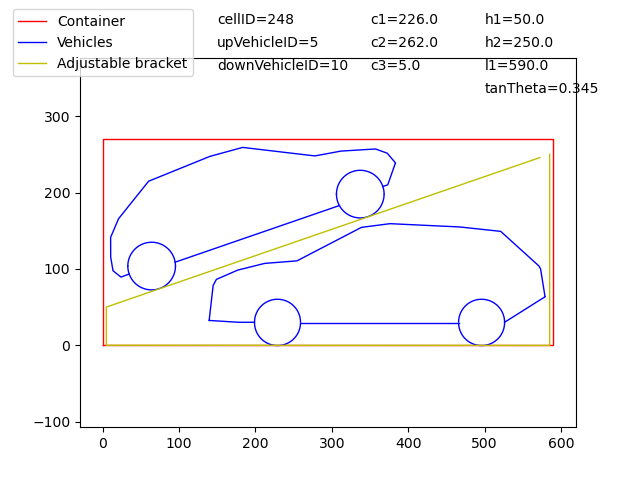 Container
Vehicles
Adjustable bracket
cellID=248
upVehicleID=5
downVehicleID=10
c1=226.0
c2=262.0
c3=5.0
h1=50.0
h2=250.0
l1=590.0
tanTheta=0.345
300
200
100
0
−100
0 100 200 300 400 500 600